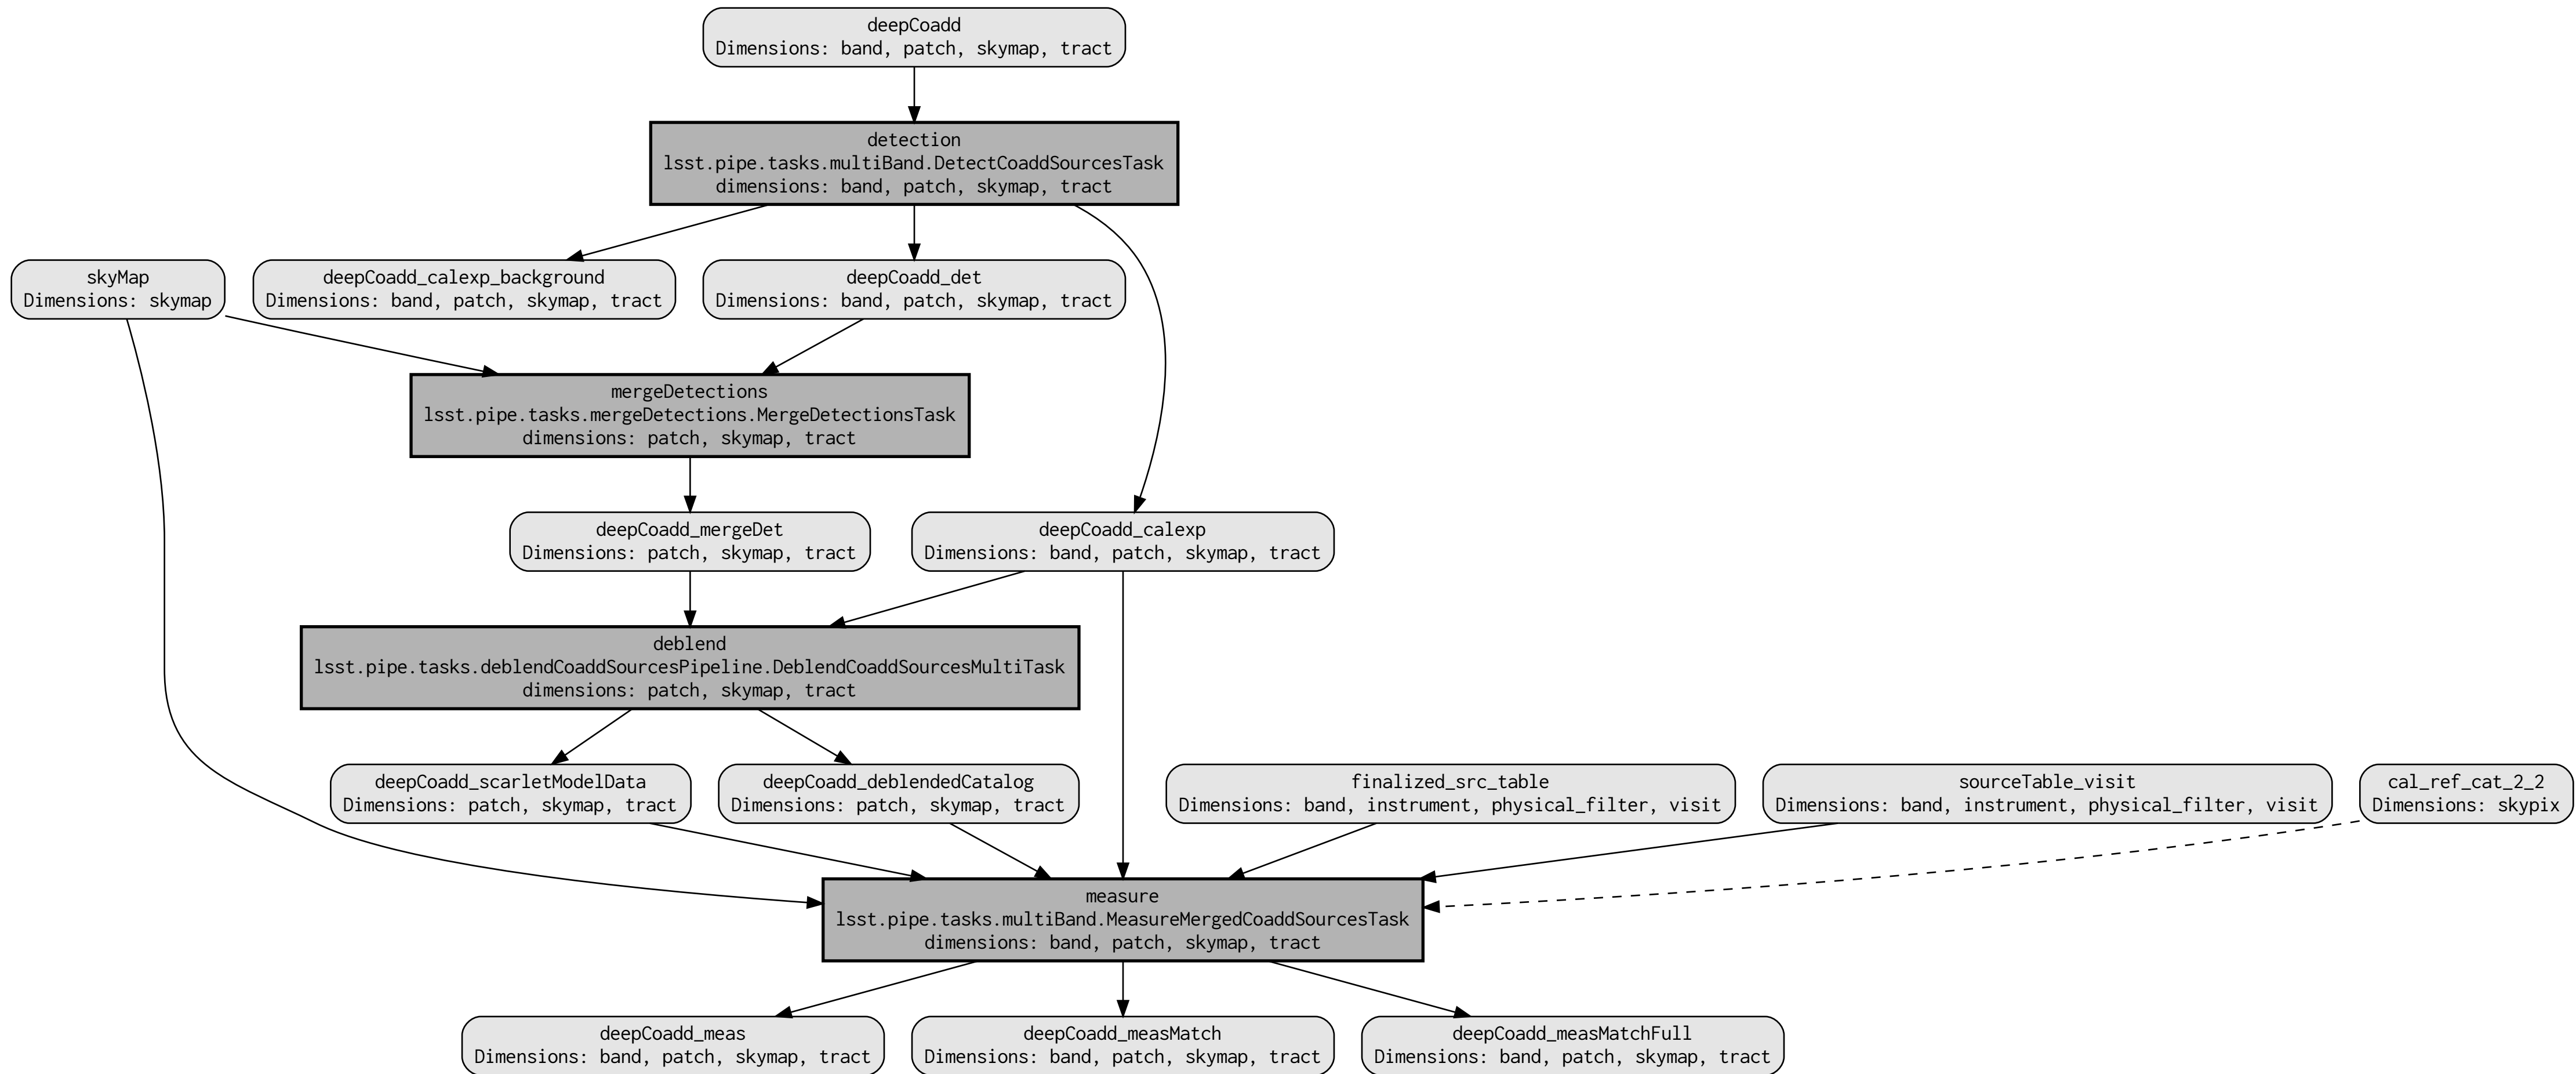 deepCoadd
Dimensions: band, patch, skymap, tract
detection
lsst.pipe.tasks.multiBand.DetectCoaddSourcesTask
dimensions: band, patch, skymap, tract
skyMap
Dimensions: skymap
deepCoadd_calexp_background
Dimensions: band, patch, skymap, tract
deepCoadd_det
Dimensions: band, patch, skymap, tract
mergeDetections
lsst.pipe.tasks.mergeDetections.MergeDetectionsTask
dimensions: patch, skymap, tract
deepCoadd_mergeDet
Dimensions: patch, skymap, tract
deepCoadd_calexp
Dimensions: band, patch, skymap, tract
deblend
lsst.pipe.tasks.deblendCoaddSourcesPipeline.DeblendCoaddSourcesMultiTask
dimensions: patch, skymap, tract
deepCoadd_scarletModelData
Dimensions: patch, skymap, tract
deepCoadd_deblendedCatalog
Dimensions: patch, skymap, tract
finalized_src_table
Dimensions: band, instrument, physical_filter, visit
sourceTable_visit
Dimensions: band, instrument, physical_filter, visit
cal_ref_cat_2_2
Dimensions: skypix
measure
lsst.pipe.tasks.multiBand.MeasureMergedCoaddSourcesTask
dimensions: band, patch, skymap, tract
deepCoadd_meas
Dimensions: band, patch, skymap, tract
deepCoadd_measMatch
Dimensions: band, patch, skymap, tract
deepCoadd_measMatchFull
Dimensions: band, patch, skymap, tract